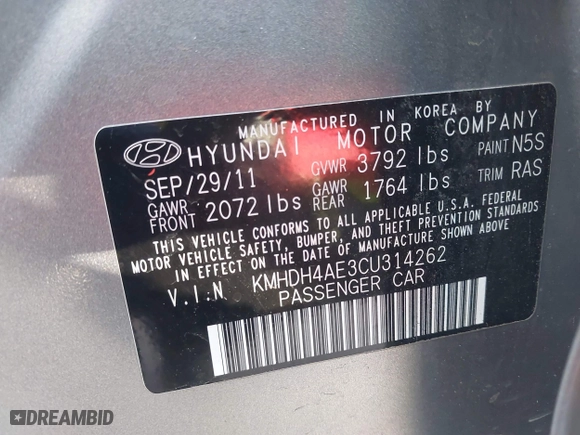 MANUFACTURED IN KOREA BY
HYUNDAI MOTOR COMPANY
SEP/29/11 GVWR 3792 lbs PAINT N5S
GAWR FRONT 2072 lbs GAWR REAR 1764 lbs TRIM RAS
THIS VEHICLE CONFORMS TO ALL APPLICABLE U.S.A. FEDERAL
MOTOR VEHICLE SAFETY, BUMPER, AND THEFT PREVENTION STANDARDS
IN EFFECT ON THE DATE OF MANUFACTURE SHOWN ABOVE.
V.I.N: KMHDH4AE3CU314262
PASSENGER CAR
DREAMBID